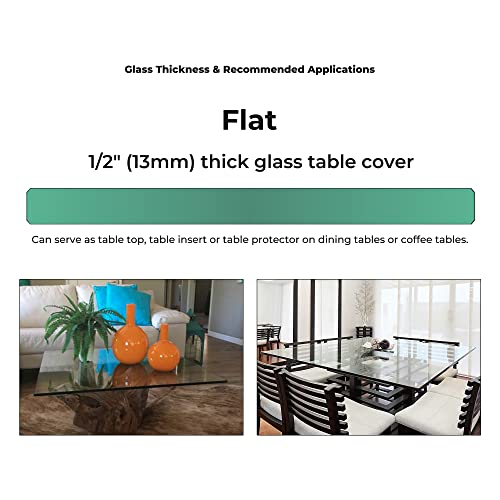 Glass Thickness & Recommended Applications
Flat
1/2" (13mm) thick glass table cover
Can serve as table top, table insert or table protector on dining tables or coffee tables.